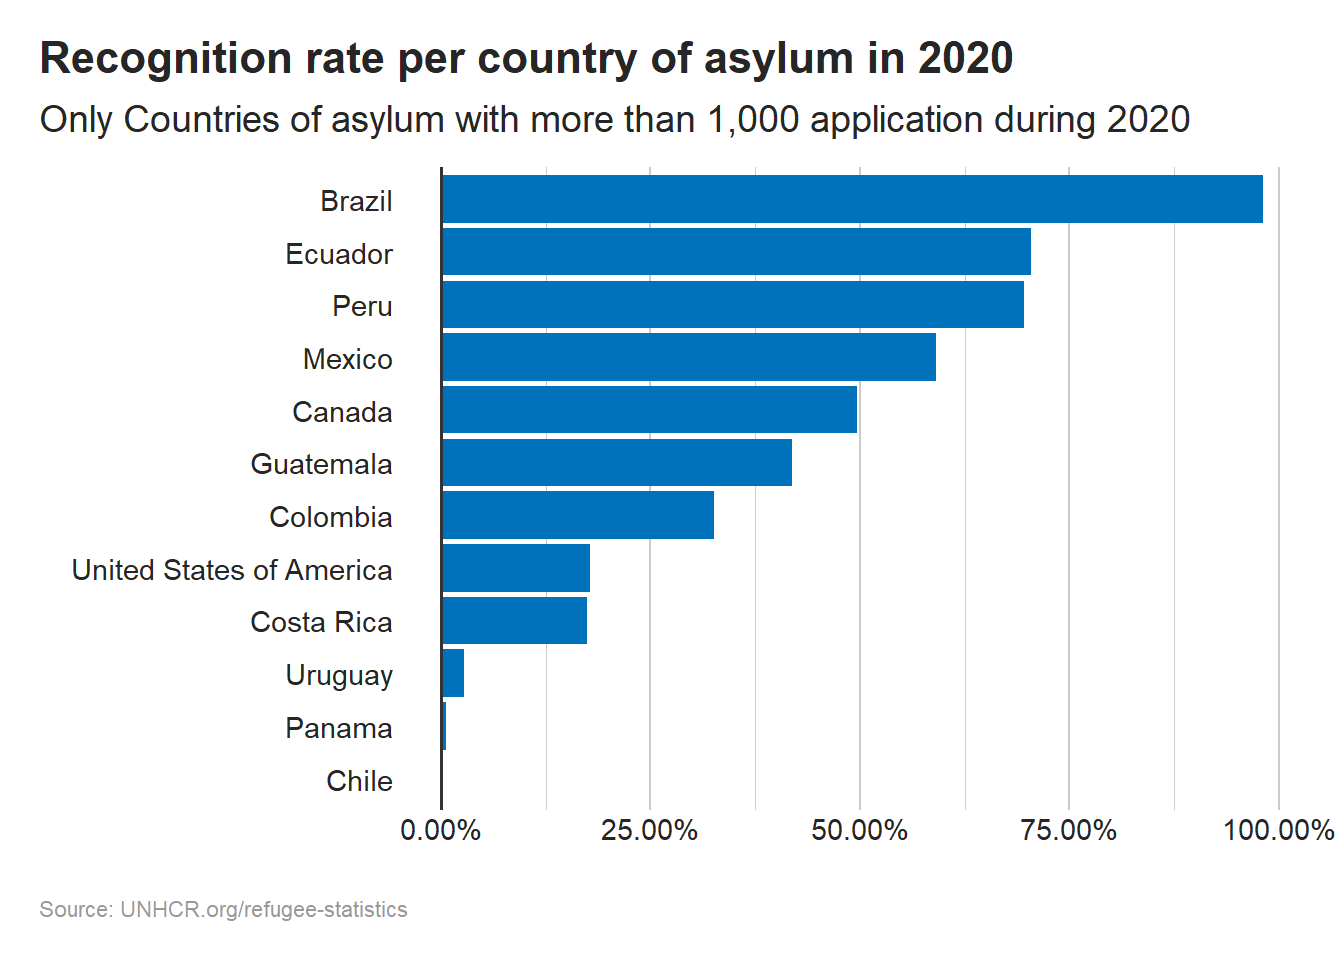 Recognition rate per country of asylum in 2020
Only Countries of asylum with more than 1,000 application during 2020
Brazil
Ecuador
Peru
Mexico
Canada
Guatemala
Colombia
United States of America
Costa Rica
Uruguay
Panama
Chile
0.00% 25.00% 50.00% 75.00% 100.00%
Source: UNHCR.org/refugee-statistics